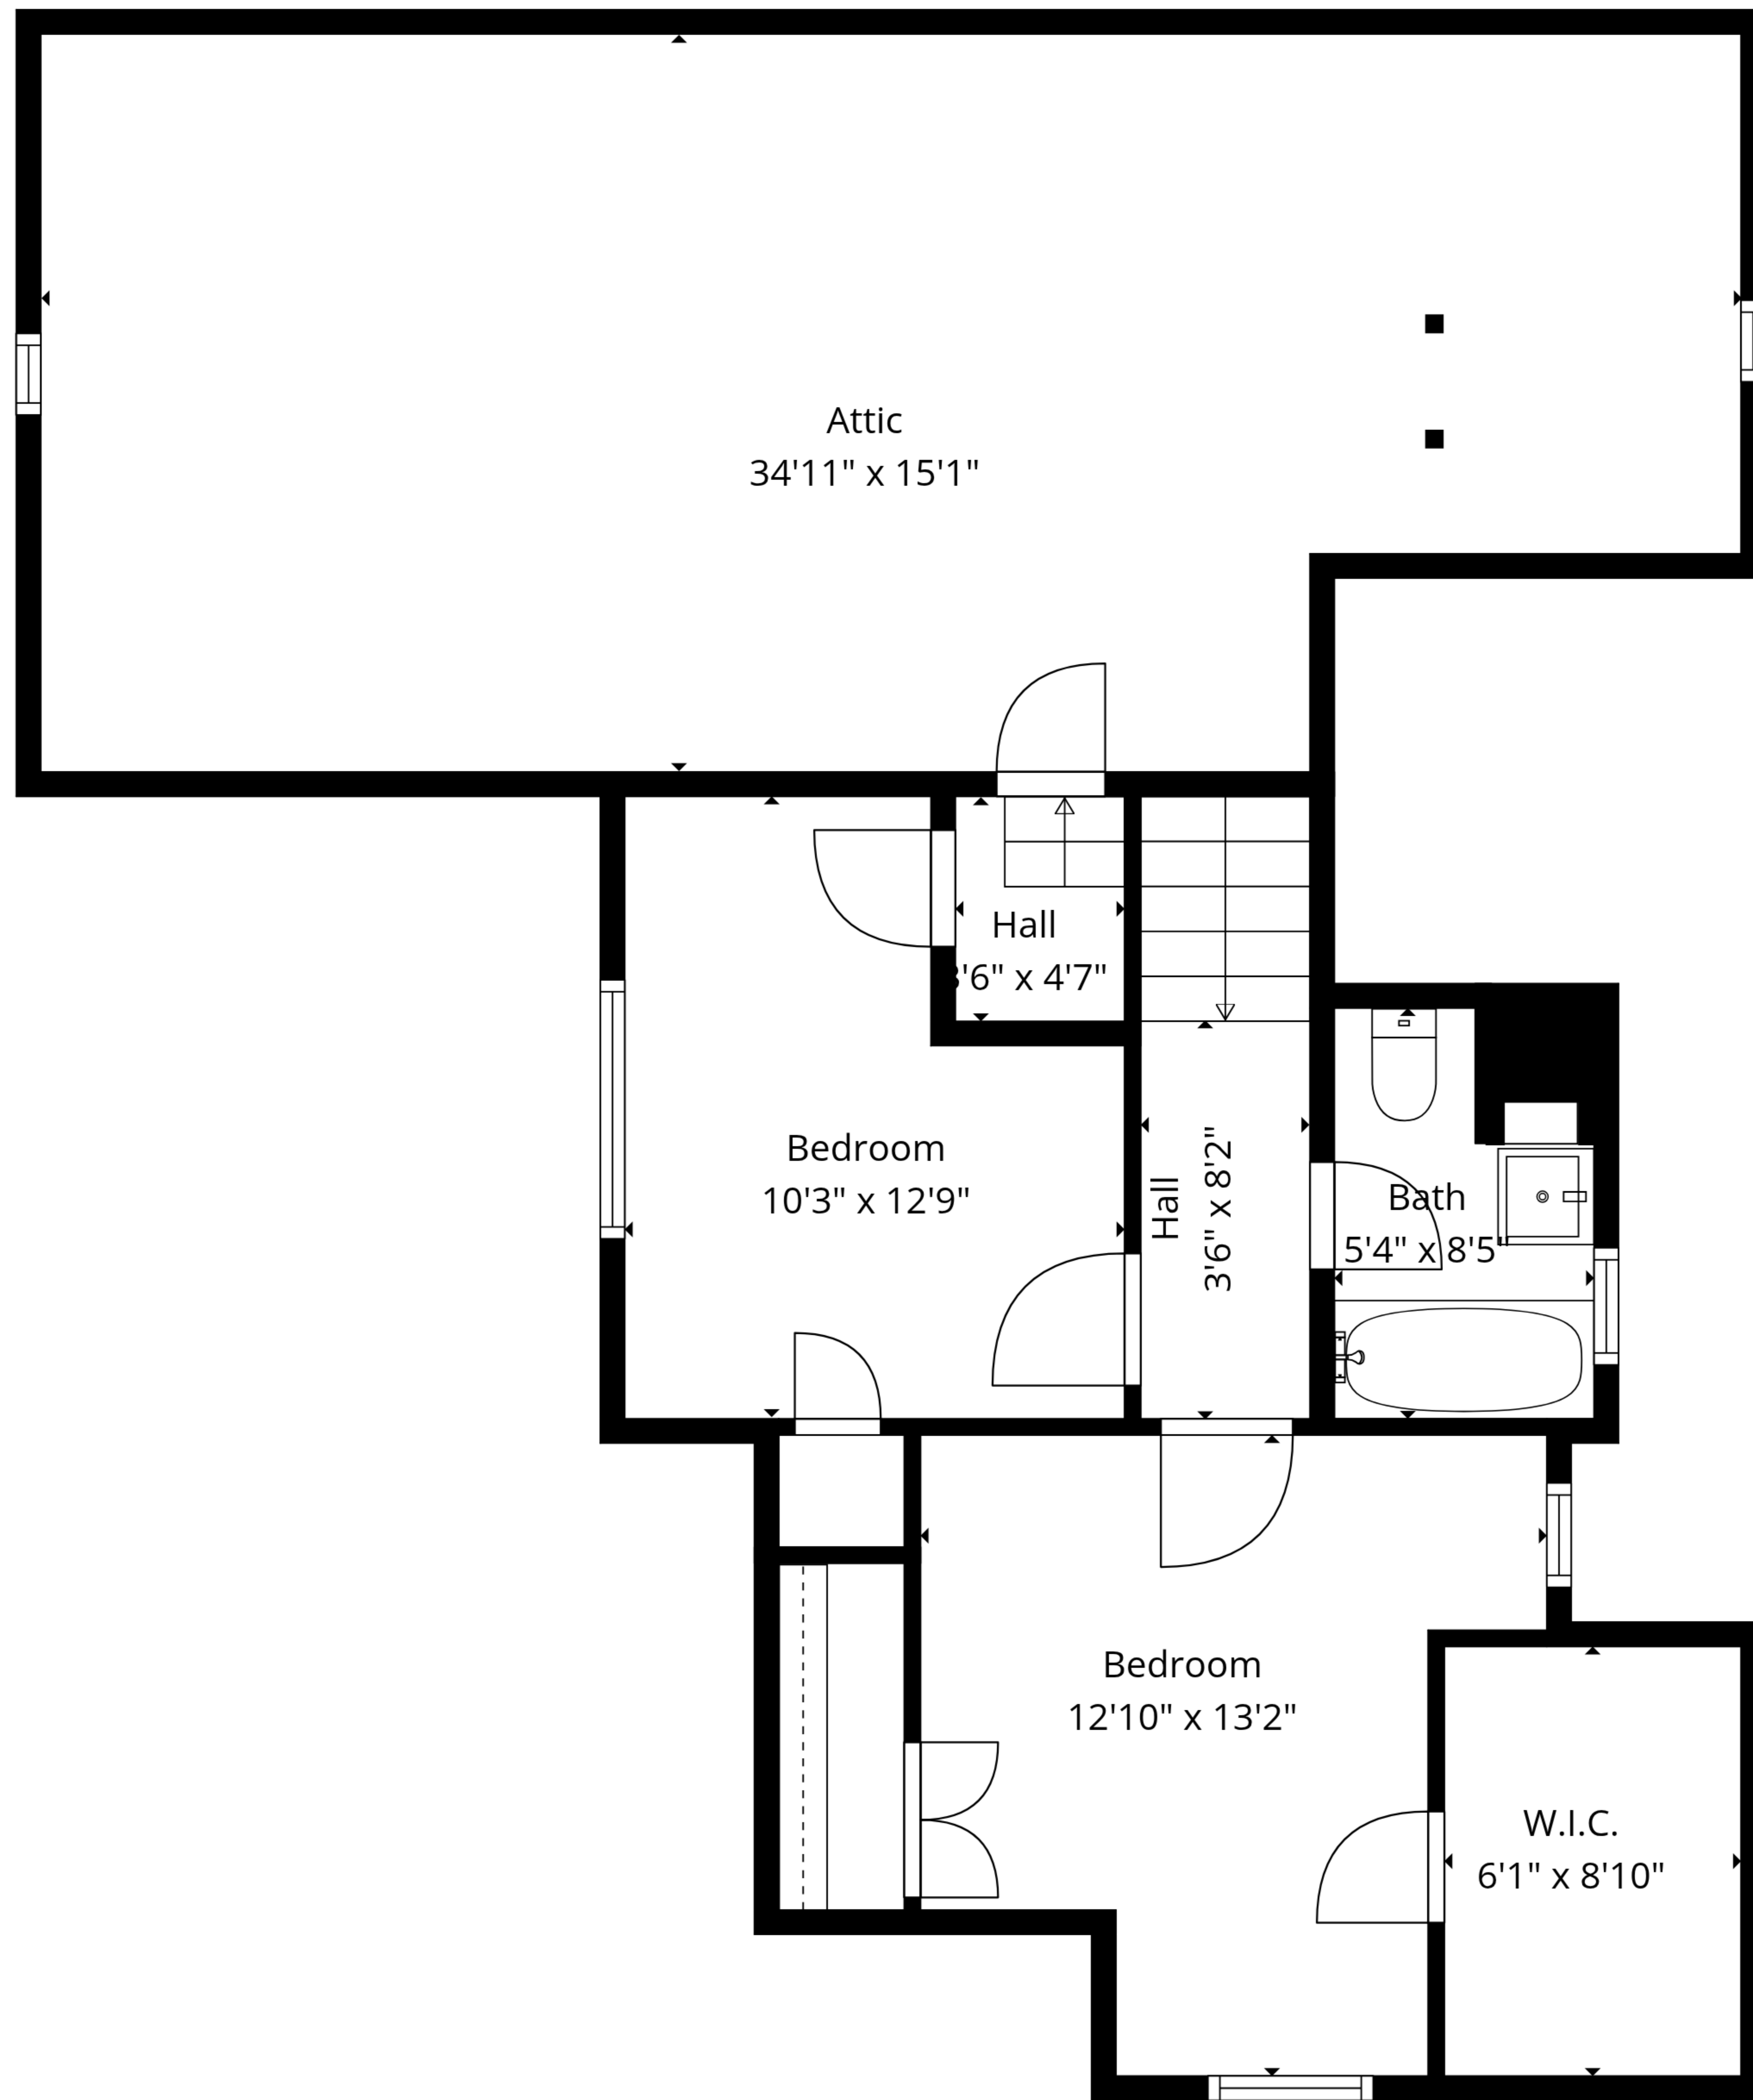 Attic
34'11" x 15'1"
Hall
3'6" x 4'7"
Bedroom
10'3" x 12'9"
Hall
3'6" x 8'2"
Bath
5'4" x 8'5"
Bedroom
12'10" x 13'2"
W.I.C.
6'1" x 8'10"